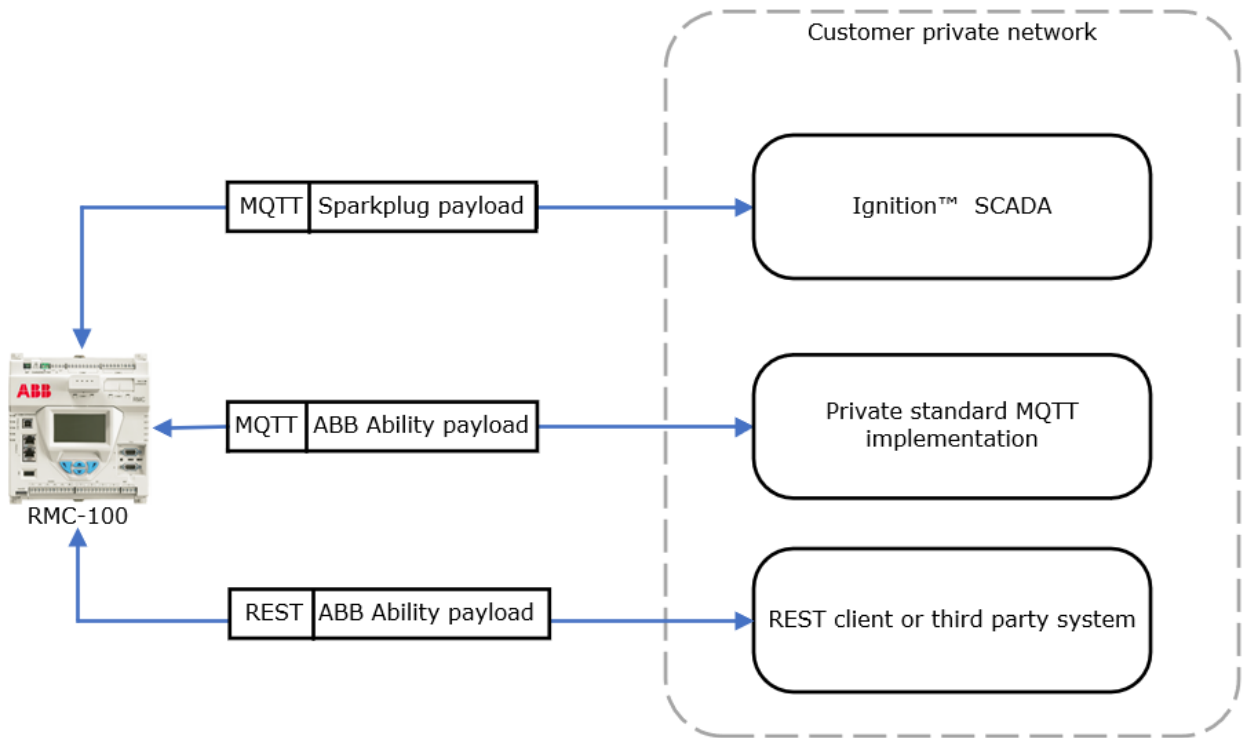 Customer private network
MQTT Sparkplug payload
Ignition™ SCADA
ABB
MQTT ABB Ability payload
Private standard MQTT
implementation
RMC-100
REST ABB Ability payload
REST client or third party system